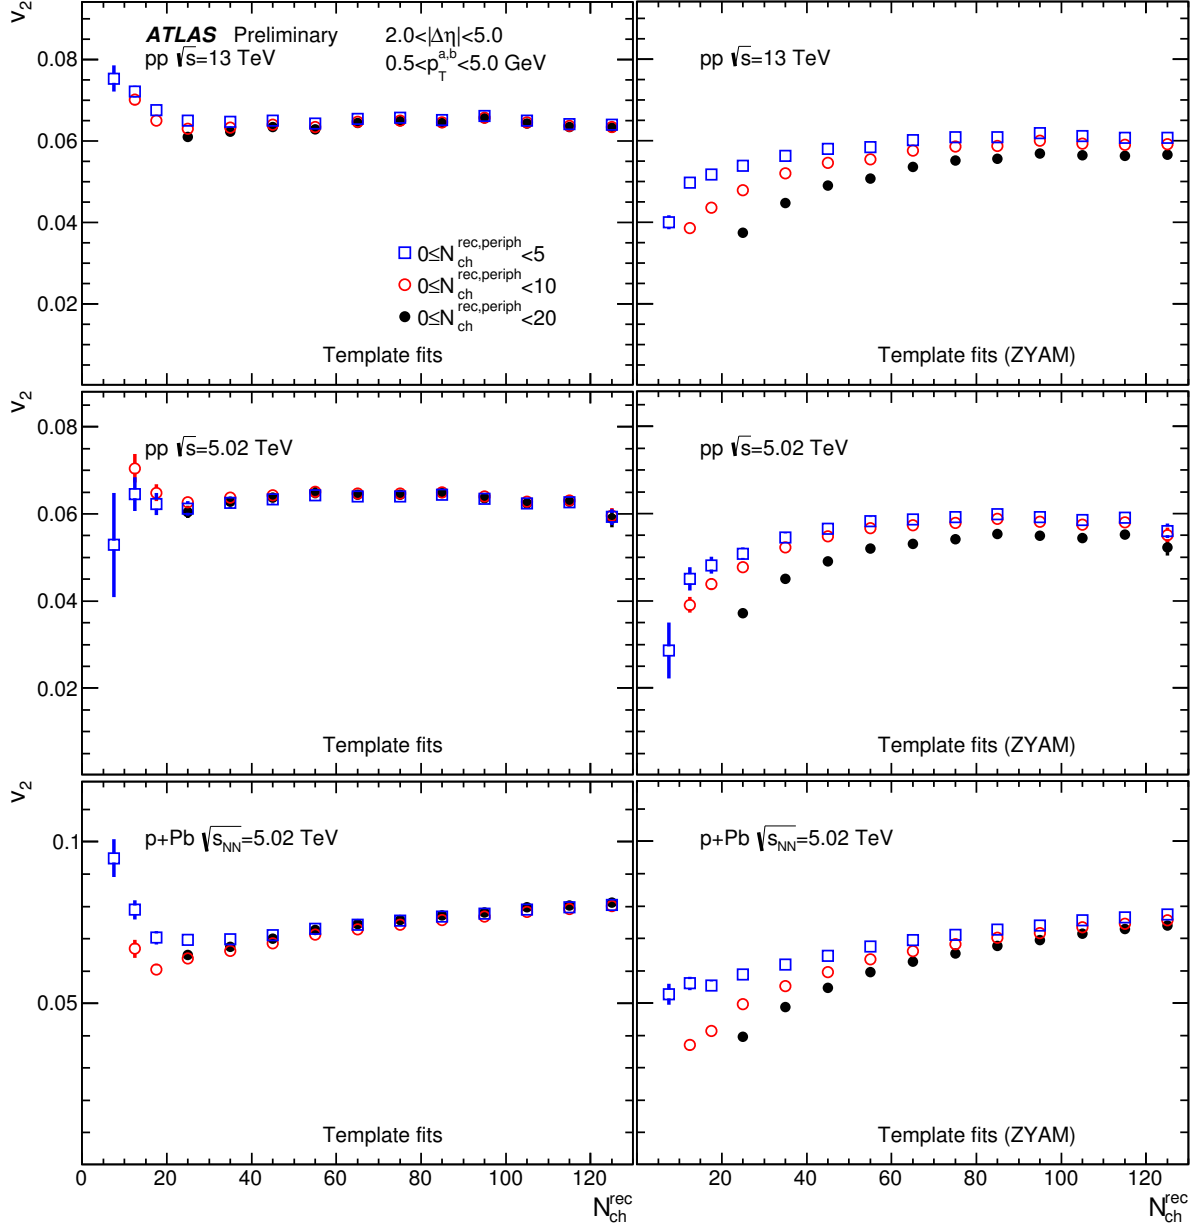 v2
ATLAS Preliminary
2.0<|Δη|<5.0
pp √s=13 TeV
0.5<p_T^{a,b}<5.0 GeV
0.08
0.06
0.04
0.02
0≤N_ch^{rec,periph}<5
0≤N_ch^{rec,periph}<10
0≤N_ch^{rec,periph}<20
Template fits
pp √s=13 TeV
Template fits (ZYAM)
v2
pp √s=5.02 TeV
0.08
0.06
0.04
0.02
Template fits
pp √s=5.02 TeV
Template fits (ZYAM)
v2
p+Pb √s_NN=5.02 TeV
0.1
0.05
Template fits
p+Pb √s_NN=5.02 TeV
Template fits (ZYAM)
0 20 40 60 80 100 120
N_ch^{rec}
20 40 60 80 100 120
N_ch^{rec}